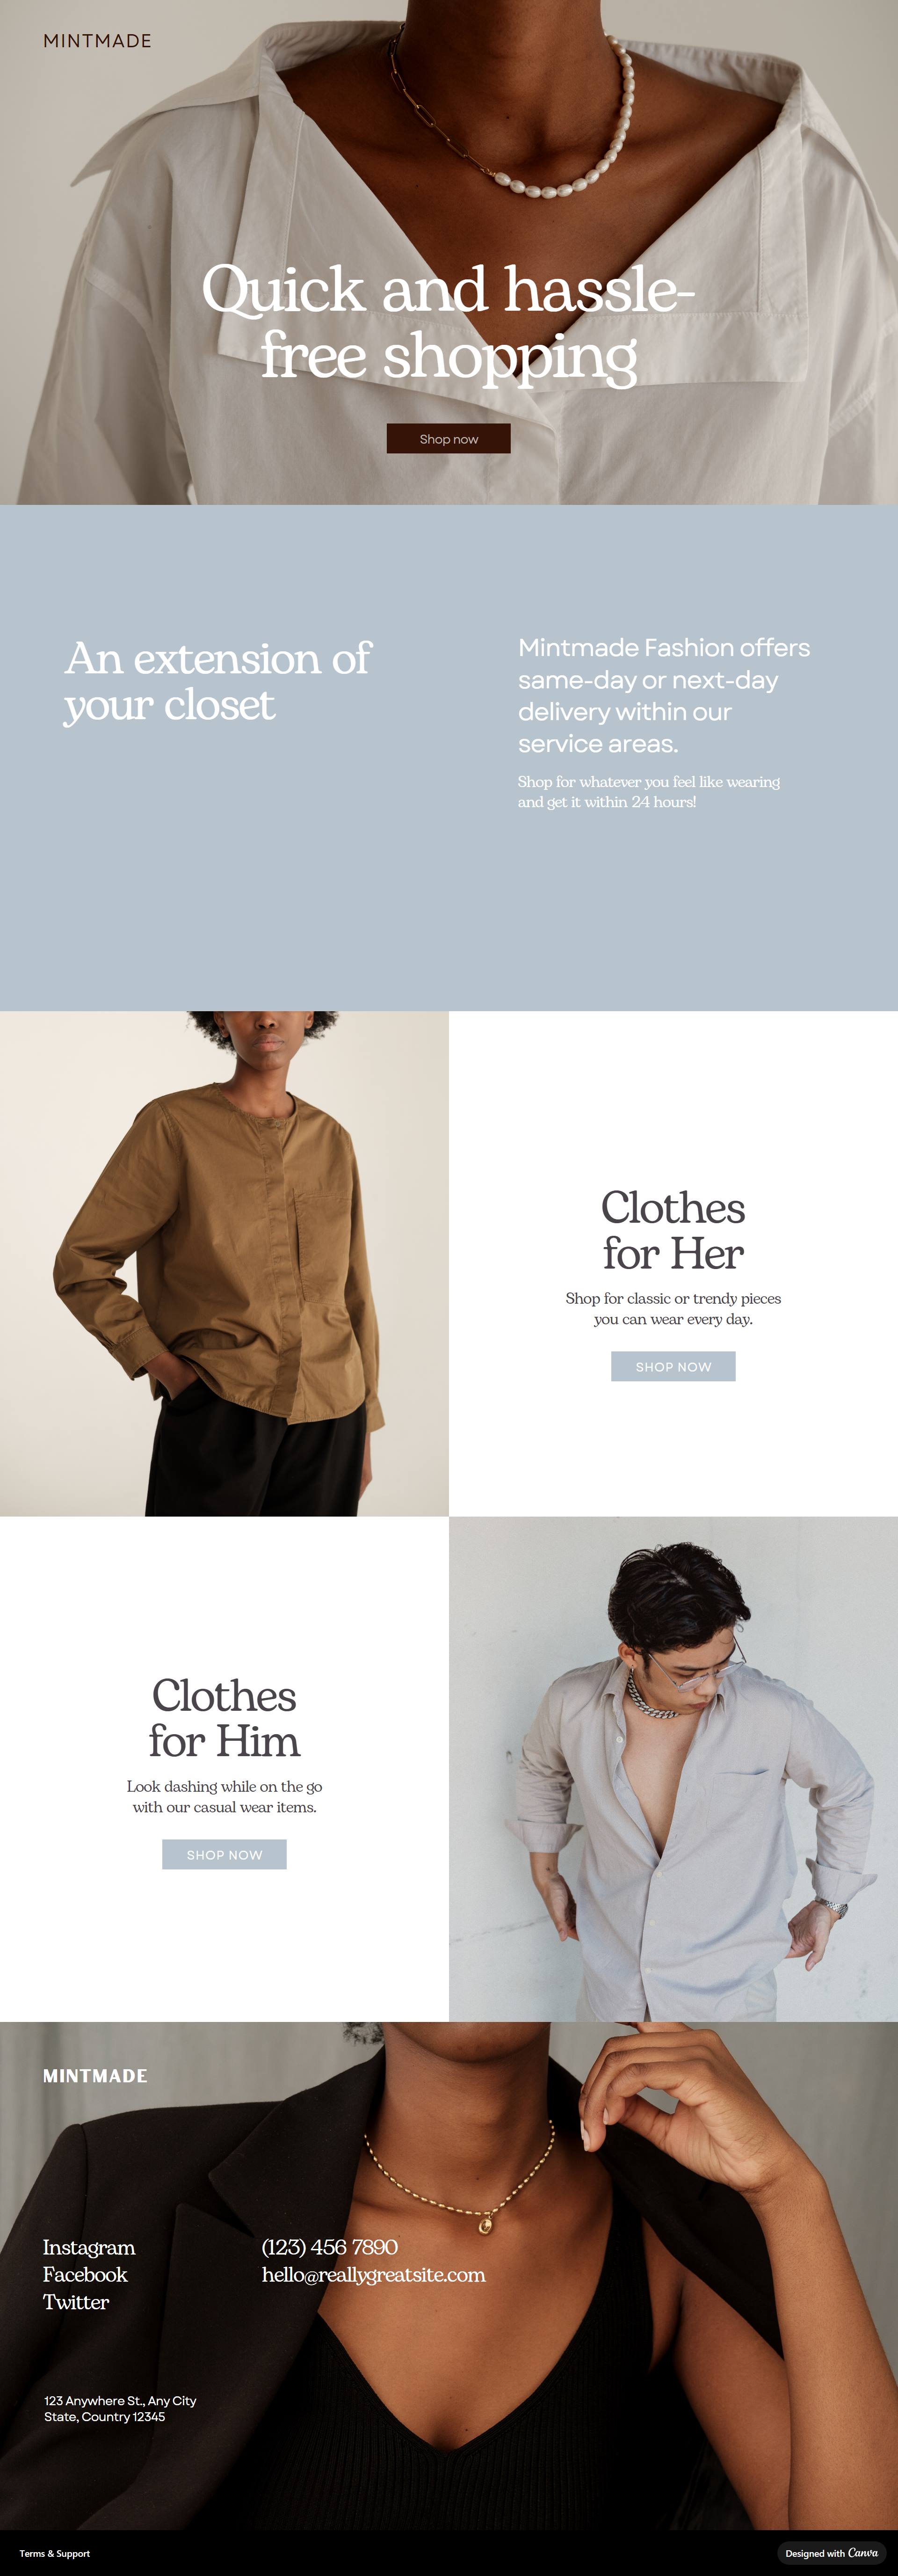 MINTMADE
Quick and hassle-
free shopping
Shop now
An extension of
your closet
Mintmade Fashion offers
same-day or next-day
delivery within our
service areas.
Shop for whatever you feel like wearing
and get it within 24 hours!
Clothes
for Her
Shop for classic or trendy pieces
you can wear every day.
SHOP NOW
Clothes
for Him
Look dashing while on the go
with our casual wear items.
SHOP NOW
MINTMADE
Instagram
Facebook
Twitter
(123) 456 7890
hello@reallygreatsite.com
123 Anywhere St., Any City
State, Country 12345
Terms & Support
Designed with Canva